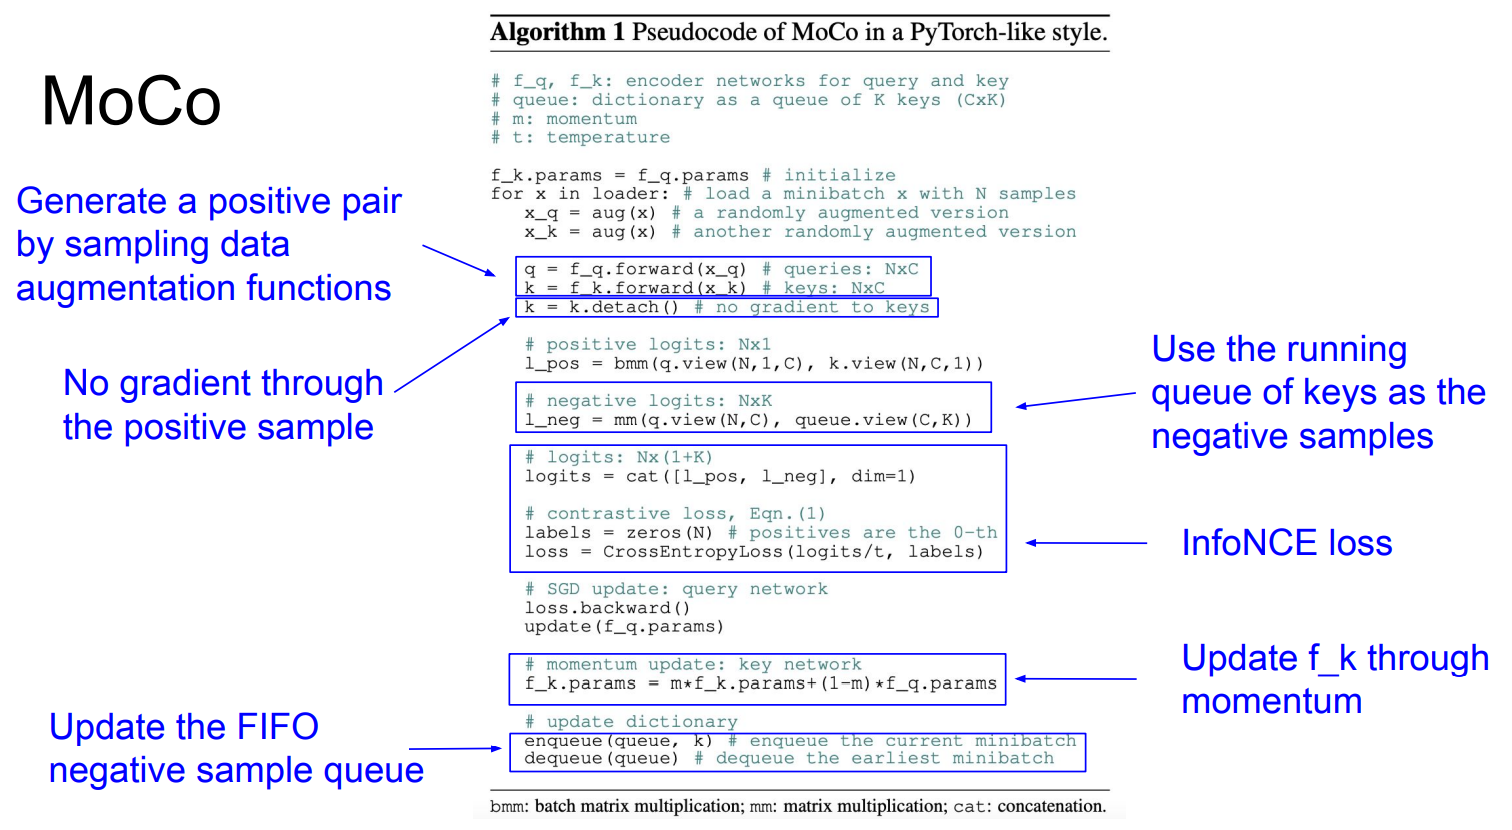 MoCo
Generate a positive pair
by sampling data
augmentation functions
No gradient through
the positive sample
Update the FIFO
negative sample queue
Algorithm 1 Pseudocode of MoCo in a PyTorch-like style.
# f_q, f_k: encoder networks for query and key
# queue: dictionary as a queue of K keys (CxK)
# m: momentum
# t: temperature
f_k.params = f_q.params # initialize
for x in loader: # load a minibatch x with N samples
x_q = aug(x) # a randomly augmented version
x_k = aug(x) # another randomly augmented version
q = f_q.forward(x_q) # queries: NxC
k = f_k.forward(x_k) # keys: NxC
k = k.detach() # no gradient to keys
# positive logits: Nx1
l_pos = bmm(q.view(N,1,C), k.view(N,C,1))
# negative logits: NxK
l_neg = mm(q.view(N,C), queue.view(C,K))
# logits: Nx(1+K)
logits = cat([l_pos, l_neg], dim=1)
# contrastive loss, Eqn.(1)
labels = zeros(N) # positives are the 0-th
loss = CrossEntropyLoss(logits/t, labels)
# SGD update: query network
loss.backward()
update(f_q.params)
# momentum update: key network
f_k.params = m*f_k.params+(1-m)*f_q.params
# update dictionary
enqueue(queue, k) # enqueue the current minibatch
dequeue(queue) # dequeue the earliest minibatch
bmm: batch matrix multiplication; mm: matrix multiplication; cat: concatenation.
Use the running
queue of keys as the
negative samples
InfoNCE loss
Update f_k through
momentum